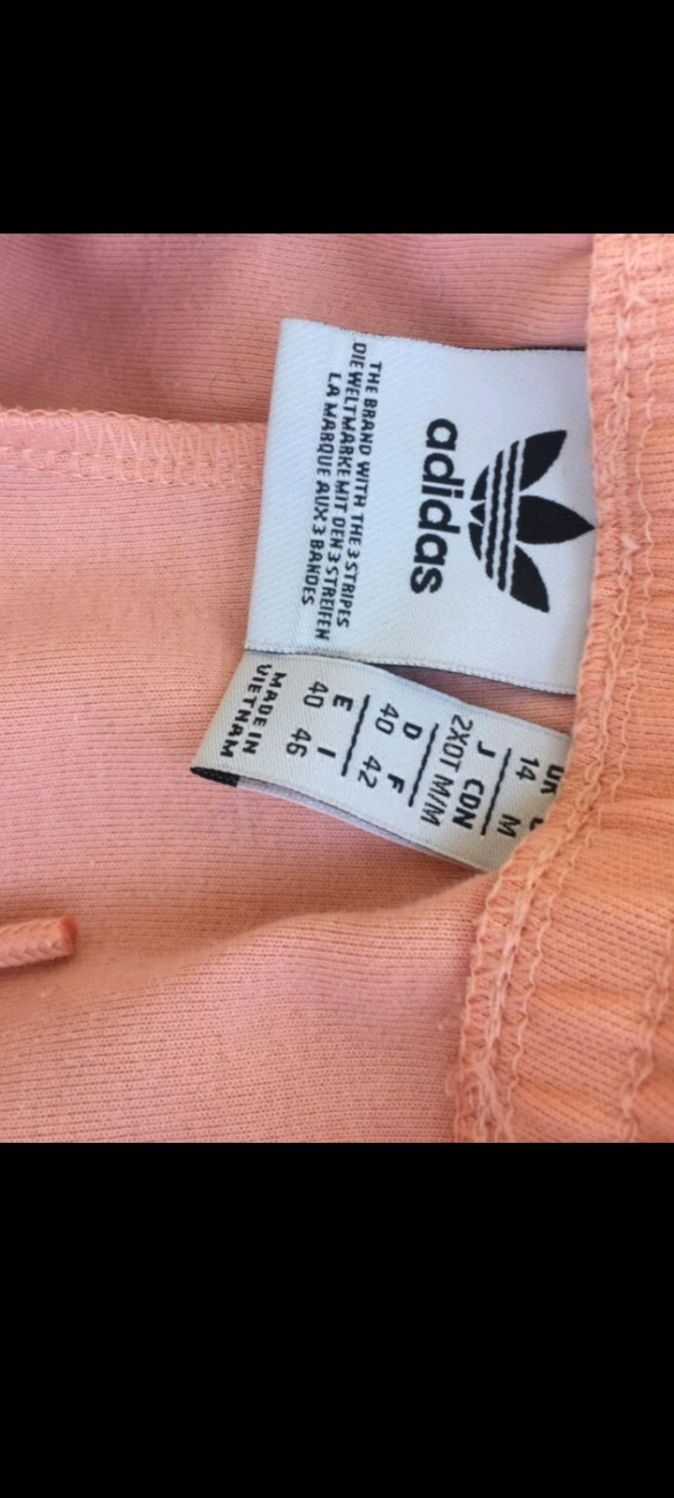 adidas
THE BRAND WITH THE 3 STRIPES
DIE WELTMARKE MIT DEN 3 STREIFEN
LA MARQUE AUX 3 BANDES
UK
14 M
J CDN
2XOT M/M
D F
40 42
E I
40 46
MADE IN
VIETNAM